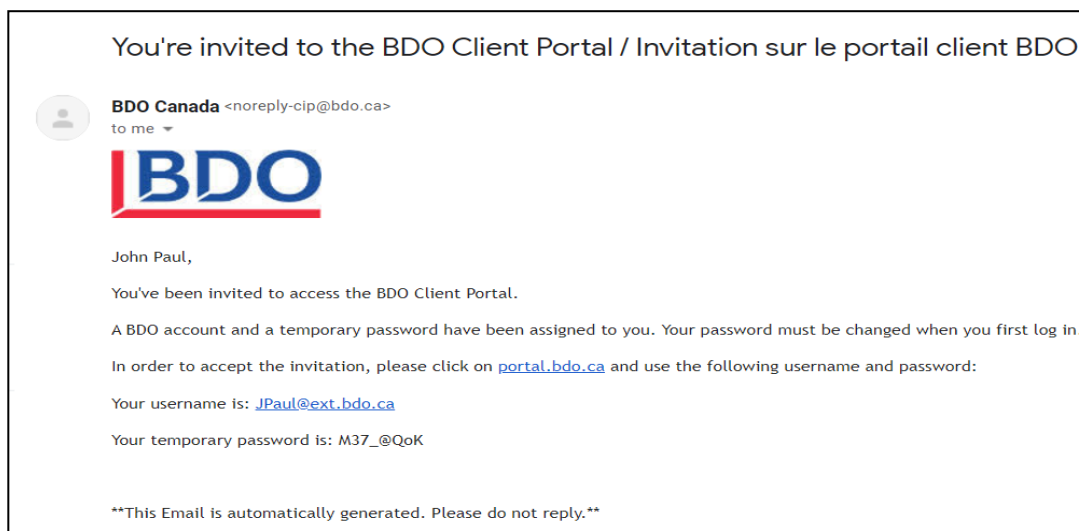 You're invited to the BDO Client Portal / Invitation sur le portail client BDO
BDO Canada <noreply-cip@bdo.ca>
to me
BDO
John Paul,
You've been invited to access the BDO Client Portal.
A BDO account and a temporary password have been assigned to you. Your password must be changed when you first log in.
In order to accept the invitation, please click on portal.bdo.ca and use the following username and password:
Your username is: JPaul@ext.bdo.ca
Your temporary password is: M37_@QoK
**This Email is automatically generated. Please do not reply.**